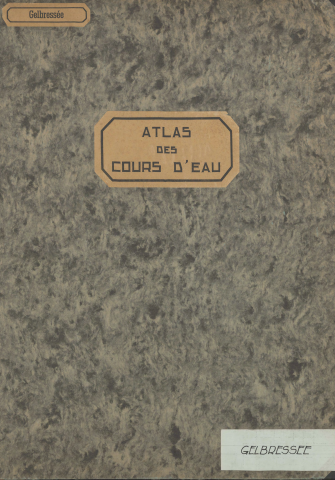 Gelbressée
ATLAS
DES
COURS D'EAU
GELBRESSEE